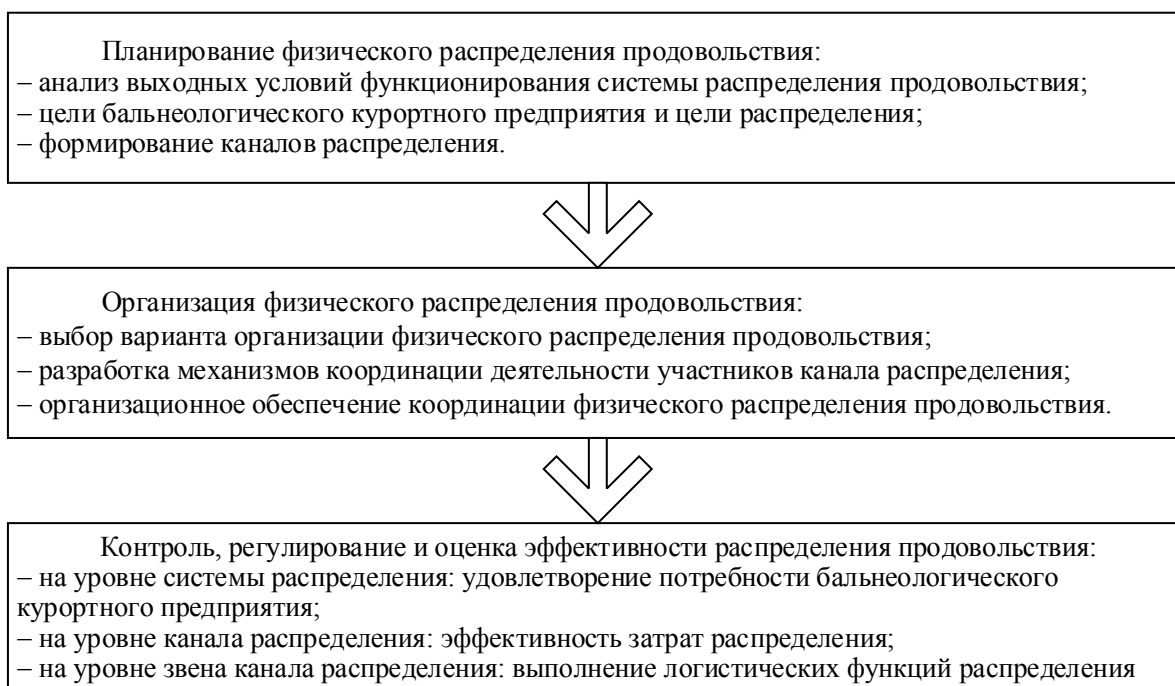 Планирование физического распределения продовольствия:
– анализ выходных условий функционирования системы распределения продовольствия;
– цели бальнеологического курортного предприятия и цели распределения;
– формирование каналов распределения.
Организация физического распределения продовольствия:
– выбор варианта организации физического распределения продовольствия;
– разработка механизмов координации деятельности участников канала распределения;
– организационное обеспечение координации физического распределения продовольствия.
Контроль, регулирование и оценка эффективности распределения продовольствия:
– на уровне системы распределения: удовлетворение потребности бальнеологического
курортного предприятия;
– на уровне канала распределения: эффективность затрат распределения;
– на уровне звена канала распределения: выполнение логистических функций распределения